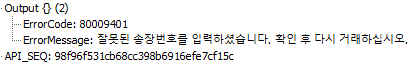 Output {} (2)
ErrorCode: 80009401
ErrorMessage: 잘못된 송장번호를 입력하셨습니다. 확인 후 다시 거래하십시오.
API_SEQ: 98f96f531cb68cc398b6916efe7cf15c